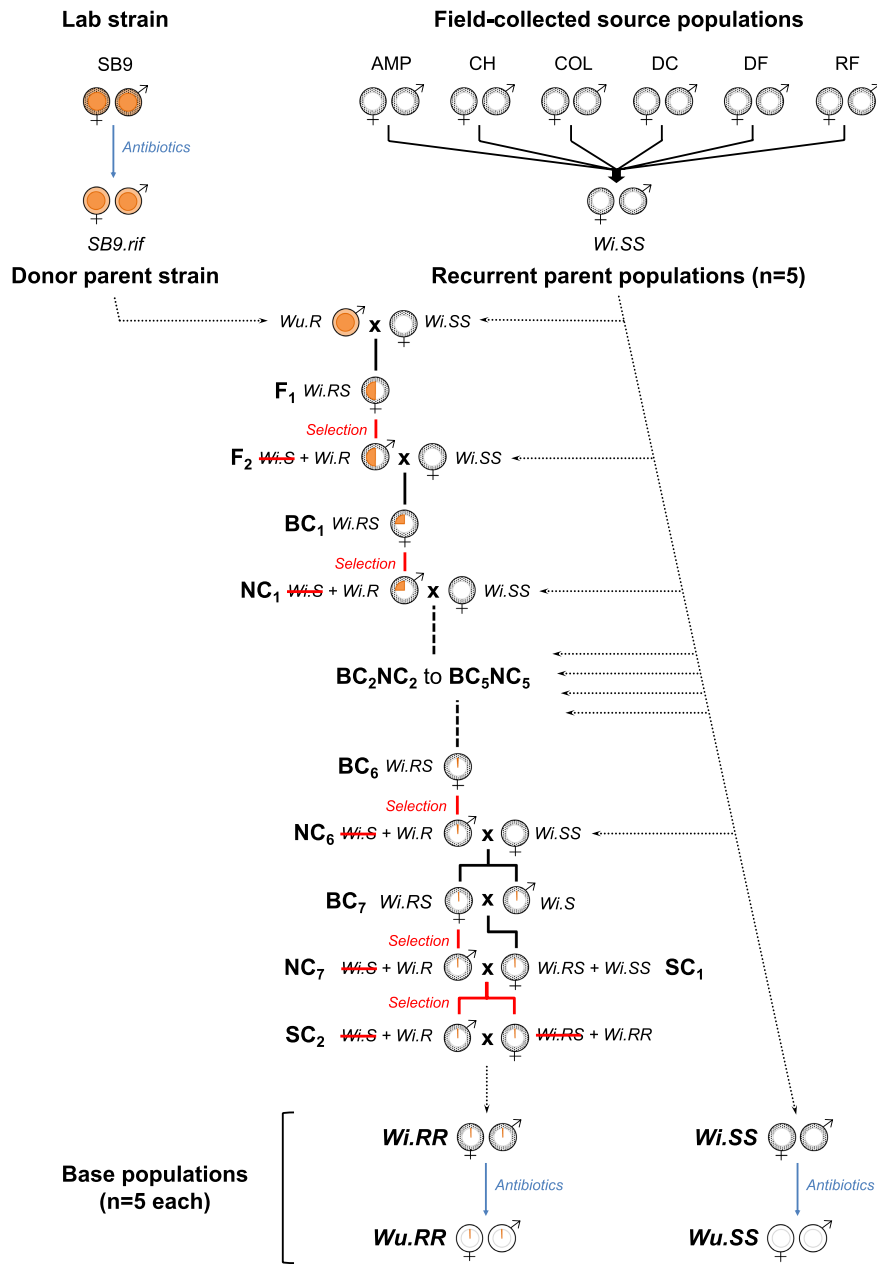 Lab strain
Field-collected source populations
SB9
AMP CH COL DC DF RF
Antibiotics
SB9.rif
Wi.SS
Donor parent strain
Recurrent parent populations (n=5)
Wu.R x Wi.SS
F1 Wi.RS
Selection
F2 Wi.S + Wi.R x Wi.SS
BC1 Wi.RS
Selection
NC1 Wi.S + Wi.R x Wi.SS
BC2NC2 to BC5NC5
BC6 Wi.RS
Selection
NC6 Wi.S + Wi.R x Wi.SS
BC7 Wi.RS x Wi.S
Selection
NC7 Wi.S + Wi.R x Wi.RS + Wi.SS SC1
Selection
SC2 Wi.S + Wi.R x Wi.RS + Wi.RR
Wi.RR Wi.SS
Base populations
(n=5 each)
Antibiotics Antibiotics
Wu.RR Wu.SS